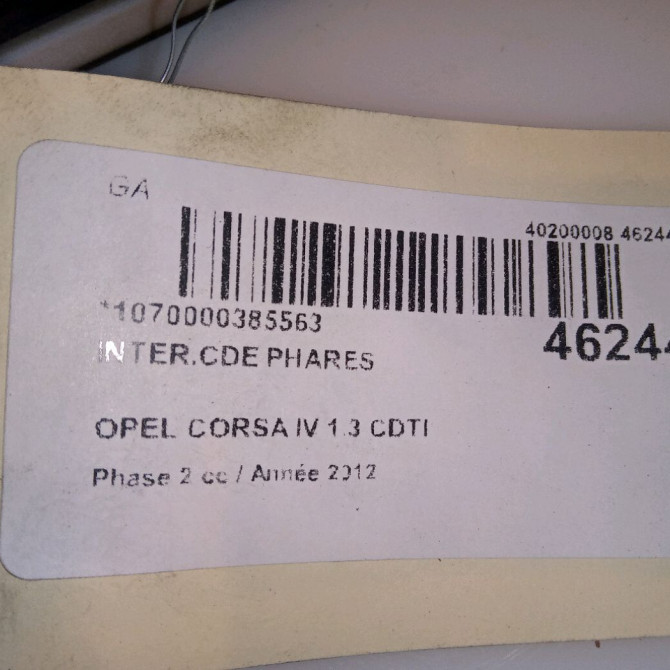 GA
40200008 46244
*1070000385563
46244
INTER.CDE PHARES
OPEL CORSA IV 1.3 CDTI
Phase 2 cc / Année 2012